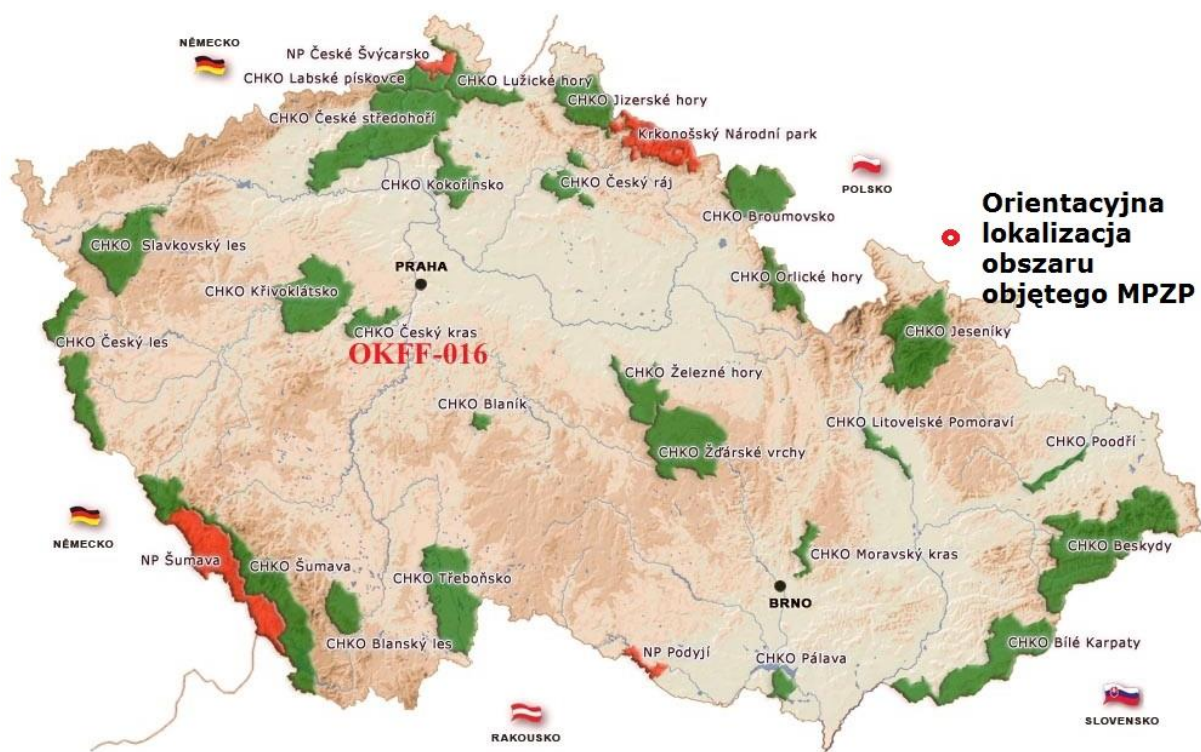 NĚMECKO
NP České Švýcarsko
CHKO Labské pískovce
CHKO Lužické horý
CHKO Jizerské hory
CHKO České středohoří
Krkonošský Národní park
POLSKO
CHKO Kokořínsko
CHKO Český ráj
CHKO Broumovsko
Orientacyjna
lokalizacja
obszaru
objętego MPZP
CHKO Slavkovský les
PRAHA
CHKO Orlické hory
CHKO Křivoklátsko
CHKO Český kras
OKFF-016
CHKO Český les
CHKO Jeseníky
CHKO Železné hory
CHKO Blaník
CHKO Litovelské Pomoraví
CHKO Poodří
CHKO Žďárské vrchy
NĚMECKO
NP Šumava
CHKO Šumava
CHKO Třeboňsko
CHKO Moravský kras
CHKO Beskydy
BRNO
CHKO Blanský les
NP Podyjí
CHKO Pálava
CHKO Bílé Karpaty
RAKOUSKO
SLOVENSKO